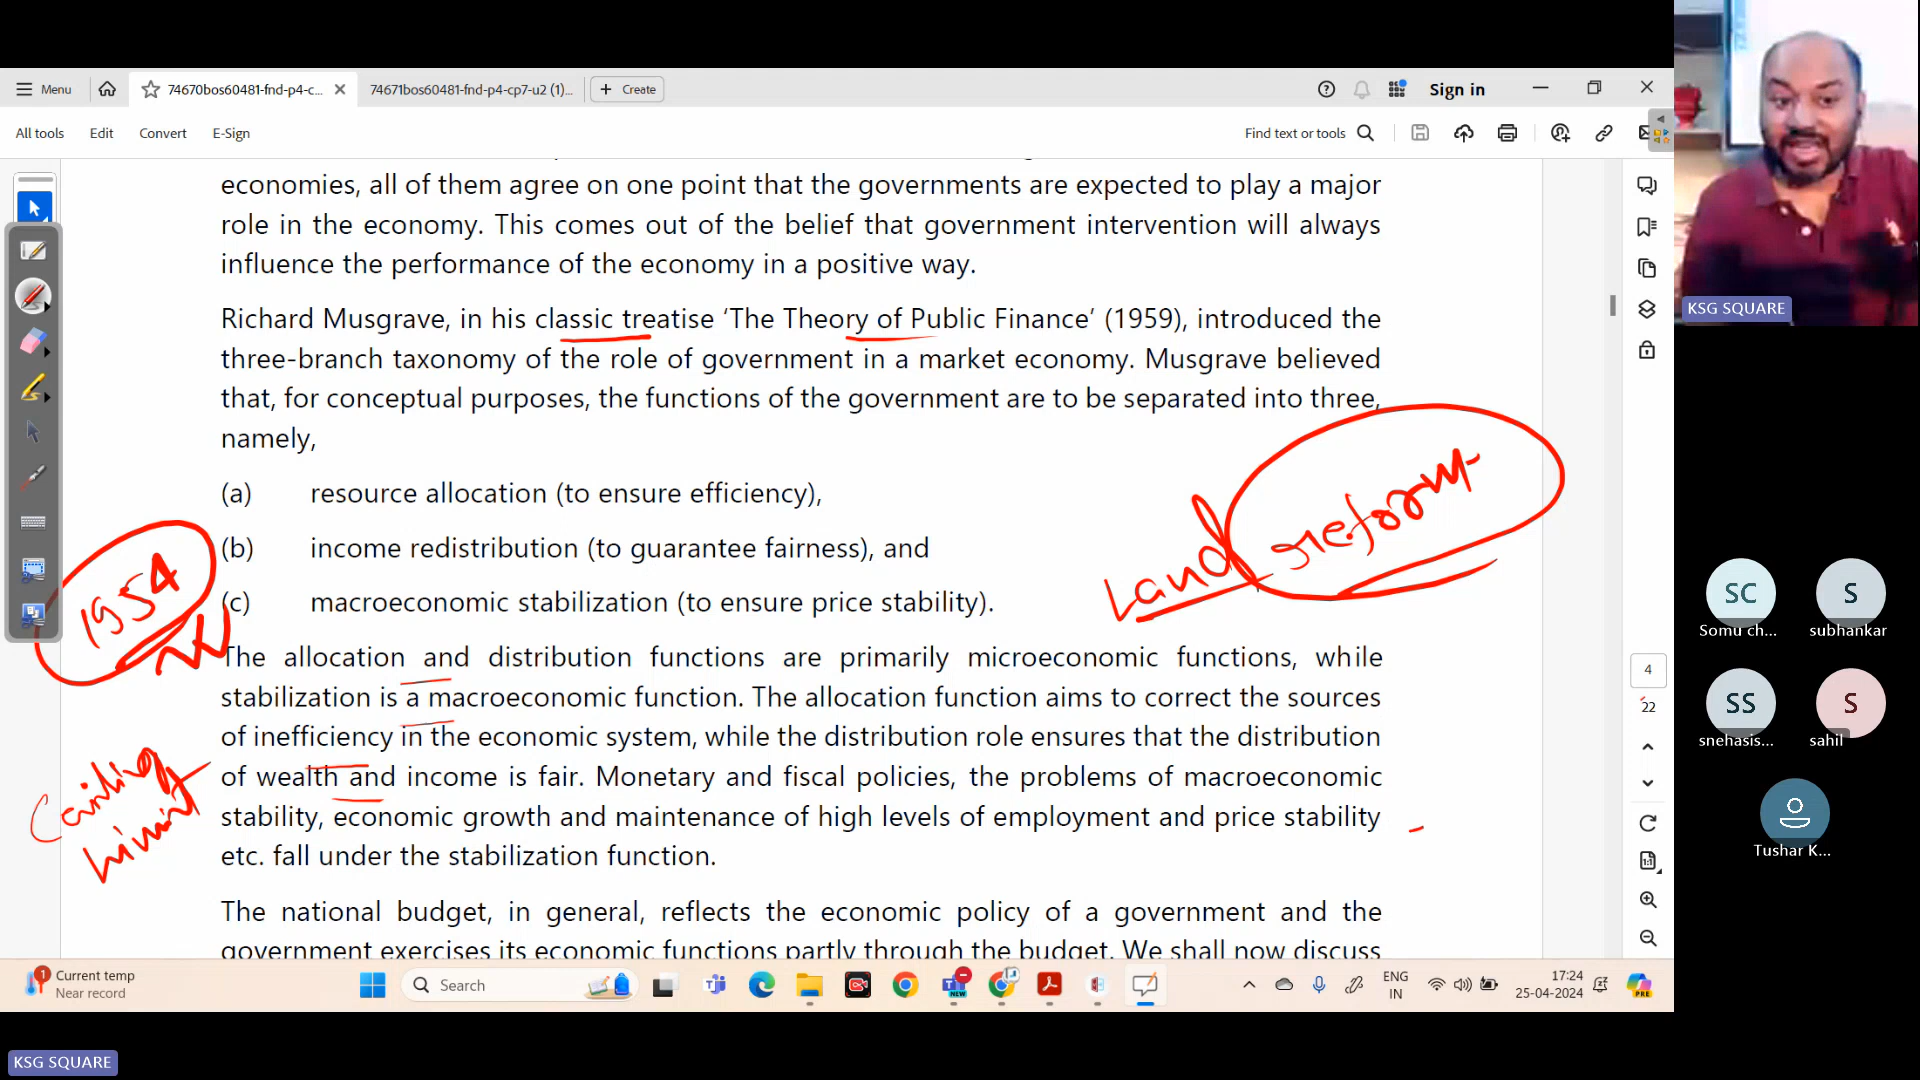 Menu
74670bos60481-fnd-p4-c...
74671bos60481-fnd-p4-cp7-u2 (1)...
Create
Sign in
All tools
Edit
Convert
E-Sign
Find text or tools
economies, all of them agree on one point that the governments are expected to play a major
role in the economy. This comes out of the belief that government intervention will always
influence the performance of the economy in a positive way.
Richard Musgrave, in his classic treatise ‘The Theory of Public Finance’ (1959), introduced the
three-branch taxonomy of the role of government in a market economy. Musgrave believed
that, for conceptual purposes, the functions of the government are to be separated into three,
namely,
(a) resource allocation (to ensure efficiency),
(b) income redistribution (to guarantee fairness), and
(c) macroeconomic stabilization (to ensure price stability).
Land reform
1954
The allocation and distribution functions are primarily microeconomic functions, while
stabilization is a macroeconomic function. The allocation function aims to correct the sources
of inefficiency in the economic system, while the distribution role ensures that the distribution
of wealth and income is fair. Monetary and fiscal policies, the problems of macroeconomic
stability, economic growth and maintenance of high levels of employment and price stability
etc. fall under the stabilization function.
The national budget, in general, reflects the economic policy of a government and the
government exercises its economic functions partly through the budget. We shall now discuss
4
22
KSG SQUARE
SC
Somu ch...
S
subhankar
SS
snehasis...
S
sahil
Tushar K...
1
Current temp
Near record
Search
NEW
ENG
IN
17:24
25-04-2024
PRE
KSG SQUARE